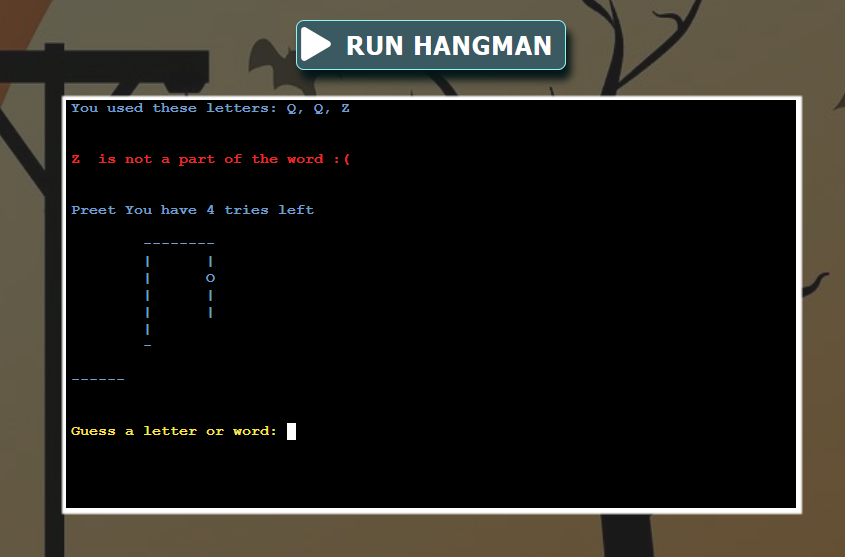 RUN HANGMAN
You used these letters: Q, Q, Z
Z  is not a part of the word :(
Preet You have 4 tries left
--------
|      |
|      O
|      |
|      |
|
-
------
Guess a letter or word: